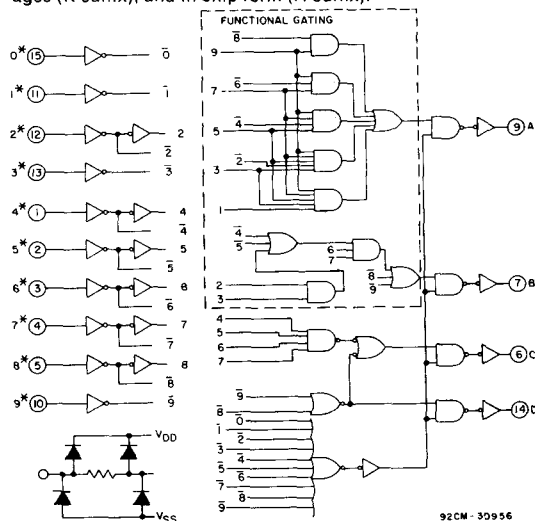 ages (K suffix), and in chip form (H suffix).
0* 15 0̅
1* 11 1̅
2* 12 2
2̅
3* 13 3̅
4* 1 4
4̅
5* 2 5
5̅
6* 3 8
6̅
7* 4 7
7̅
8* 5 8
8̅
9* 10 9̅
VDD
VSS
FUNCTIONAL GATING
8̅
9
6̅
7
4̅
5
2̅
3
1
9 A
4̅
5̅
6
7
8̅
9̅
2
3
7 B
4
5
6
7
6 C
9̅
8̅
14 D
0̅
1̅
2̅
3̅
4̅
5̅
6̅
7̅
8̅
9̅
92CM-30956